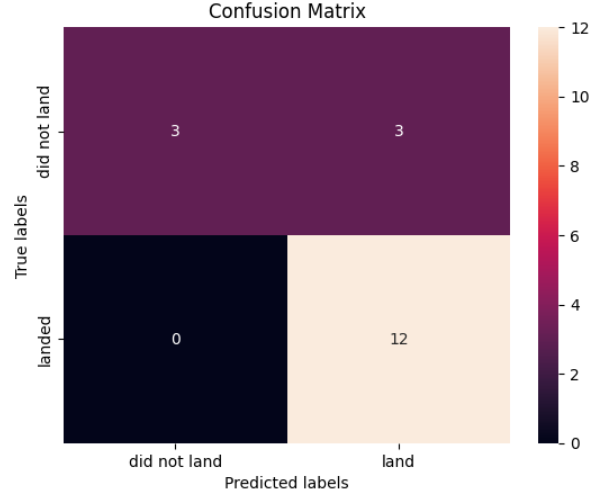 Confusion Matrix
True labels
did not land
landed
3 3
0 12
did not land land
Predicted labels
12
10
8
6
4
2
0